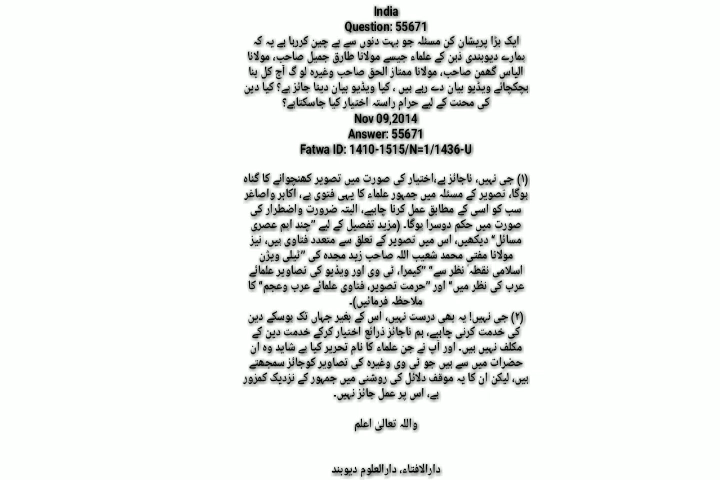 India
Question: 55671
ایک بڑا پریشان کن مسئلہ جو بہت دنوں سے بے چین کررہا ہے یہ کہ
ہمارے دیوبندی ذہن کے علماء جیسے مولانا طارق جمیل صاحب، مولانا
الیاس گھمن صاحب، مولانا ممتاز الحق صاحب وغیرہ لو گ آج کل بنا
ہچکچائے ویڈیو بیان دے رہے ہیں ، کیا ویڈیو بیان دینا جائز ہے؟ کیا دین
کی محنت کے لیے حرام راستہ اختیار کیا جاسکتاہے؟
Nov 09,2014
Answer: 55671
Fatwa ID: 1410-1515/N=1/1436-U
(۱) جی نہیں، ناجائز ہے،اختیار کی صورت میں تصویر کھنچوانے کا گناہ
ہوگا، تصویر کے مسئلہ میں جمہور علماء کا یہی فتوی ہے، اکابر واصاغر
سب کو اسی کے مطابق عمل کرنا چاہیے، البتہ ضرورت واضطرار کی
صورت میں حکم دوسرا ہوگا۔ (مزید تفصیل کے لیے ”چند اہم عصری
مسائل“ دیکھیں، اس میں تصویر کے تعلق سے متعدد فتاوی ہیں، نیز
مولانا مفتی محمد شعیب اللہ صاحب زید مجدہ کی ”ٹیلی ویژن
اسلامی نقطہٴ نظر سے“ ”کیمرا، ٹی وی اور ویڈیو کی تصاویر علمائے
عرب کی نظر میں“ اور ”حرمت تصویر، فتاوی علمائے عرب وعجم“ کا
ملاحظہ فرمائیں)۔
(۲) جی نہیں! یہ بھی درست نہیں، اس کے بغیر جہاں تک ہوسکے دین
کی خدمت کرنی چاہیے، ہم ناجائز ذرائع اختیار کرکے خدمت دین کے
مکلف نہیں ہیں۔ اور آپ نے جن علماء کا نام تحریر کیا ہے شاید وہ ان
حضرات میں سے ہیں جو ٹی وی وغیرہ کی تصاویر کوجائز سمجھتے
ہیں، لیکن ان کا یہ موقف دلائل کی روشنی میں جمہور کے نزدیک کمزور
ہے، اس پر عمل جائز نہیں۔
واللہ تعالیٰ اعلم
دارالافتاء، دارالعلوم دیوبند